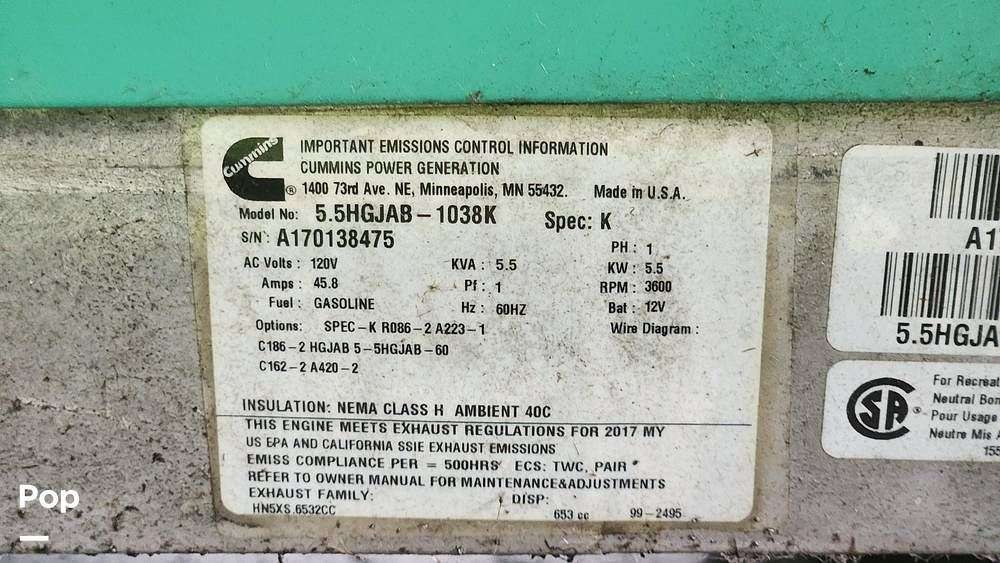 Cummins
®
IMPORTANT EMISSIONS CONTROL INFORMATION
CUMMINS POWER GENERATION
1400 73rd Ave. NE, Minneapolis, MN 55432. Made in U.S.A.
Model No: 5.5HGJAB-1038K Spec: K
S/N: A170138475 PH: 1
AC Volts: 120V KVA: 5.5 KW: 5.5
Amps: 45.8 Pf: 1 RPM: 3600
Fuel: GASOLINE Hz: 60HZ Bat: 12V
Options: SPEC-K R086-2 A223-1 Wire Diagram:
C186-2 HGJAB 5-5HGJAB-60
C162-2 A420-2
INSULATION: NEMA CLASS H AMBIENT 40C
THIS ENGINE MEETS EXHAUST REGULATIONS FOR 2017 MY
US EPA AND CALIFORNIA SSIE EXHAUST EMISSIONS
EMISS COMPLIANCE PER = 500HRS ECS: TWC, PAIR
REFER TO OWNER MANUAL FOR MAINTENANCE&ADJUSTMENTS
EXHAUST FAMILY: DISP:
HN5XS.6532CC 653 cc 99-2495
A1
5.5HGJA
SA ®
For Recreat
Neutral Bon
Pour Usage
Neutre Mis A
155
Pop